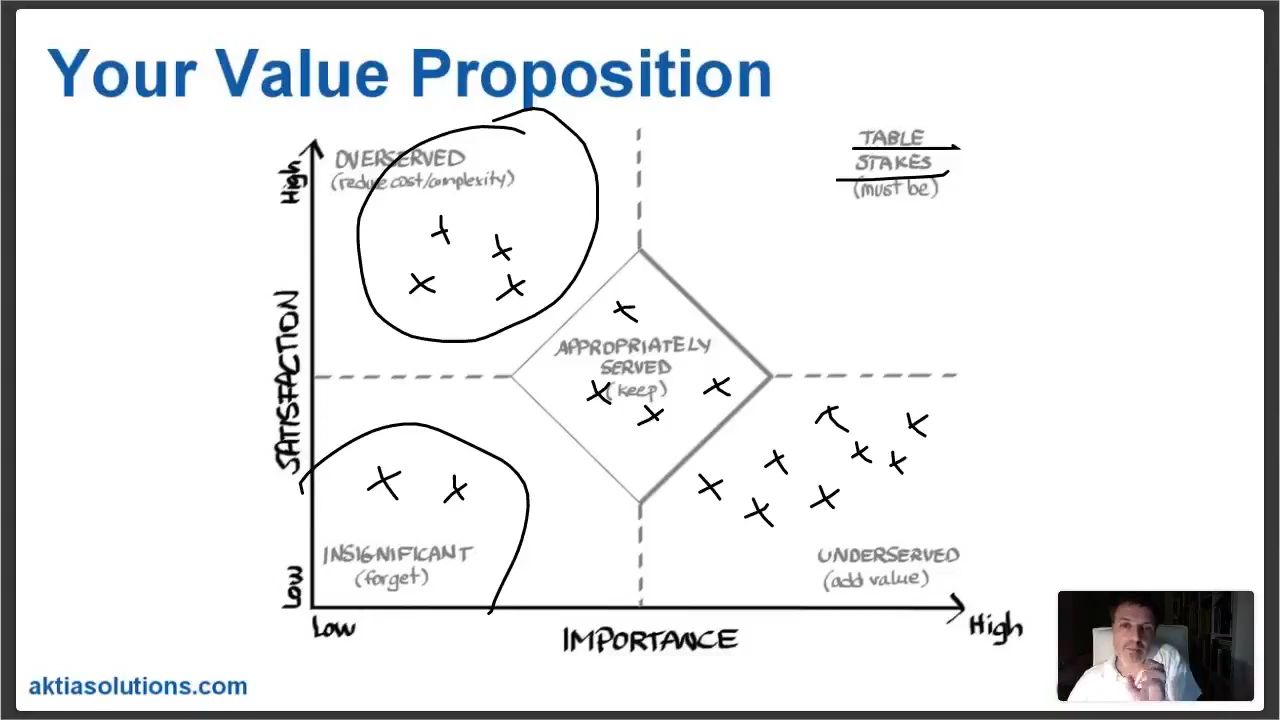 Your Value Proposition
High
OVERSERVED
(reduce cost/complexity)
TABLE
STAKES
(must be)
SATISFACTION
APPROPRIATELY
SERVED
(keep)
INSIGNIFICANT
(forget)
UNDERSERVED
(add value)
Low
Low
IMPORTANCE
High
aktiasolutions.com